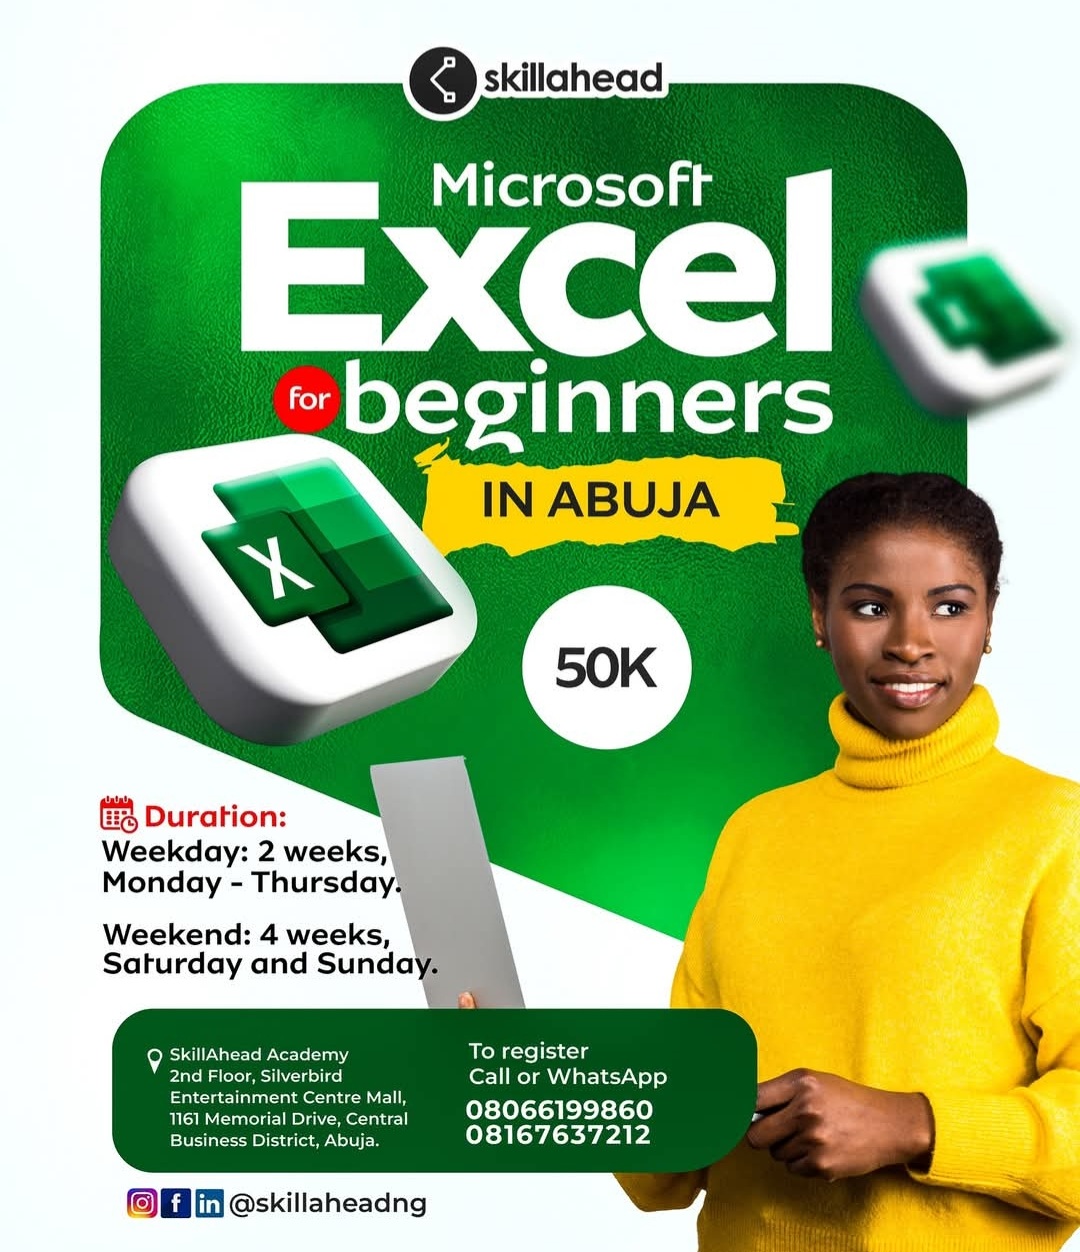 skillahead
Microsoft
Excel
for beginners
IN ABUJA
X
50K
Duration:
Weekday: 2 weeks,
Monday - Thursday.
Weekend: 4 weeks,
Saturday and Sunday.
SkillAhead Academy
2nd Floor, Silverbird
Entertainment Centre Mall,
1161 Memorial Drive, Central
Business District, Abuja.
To register
Call or WhatsApp
08066199860
08167637212
@skillaheadng